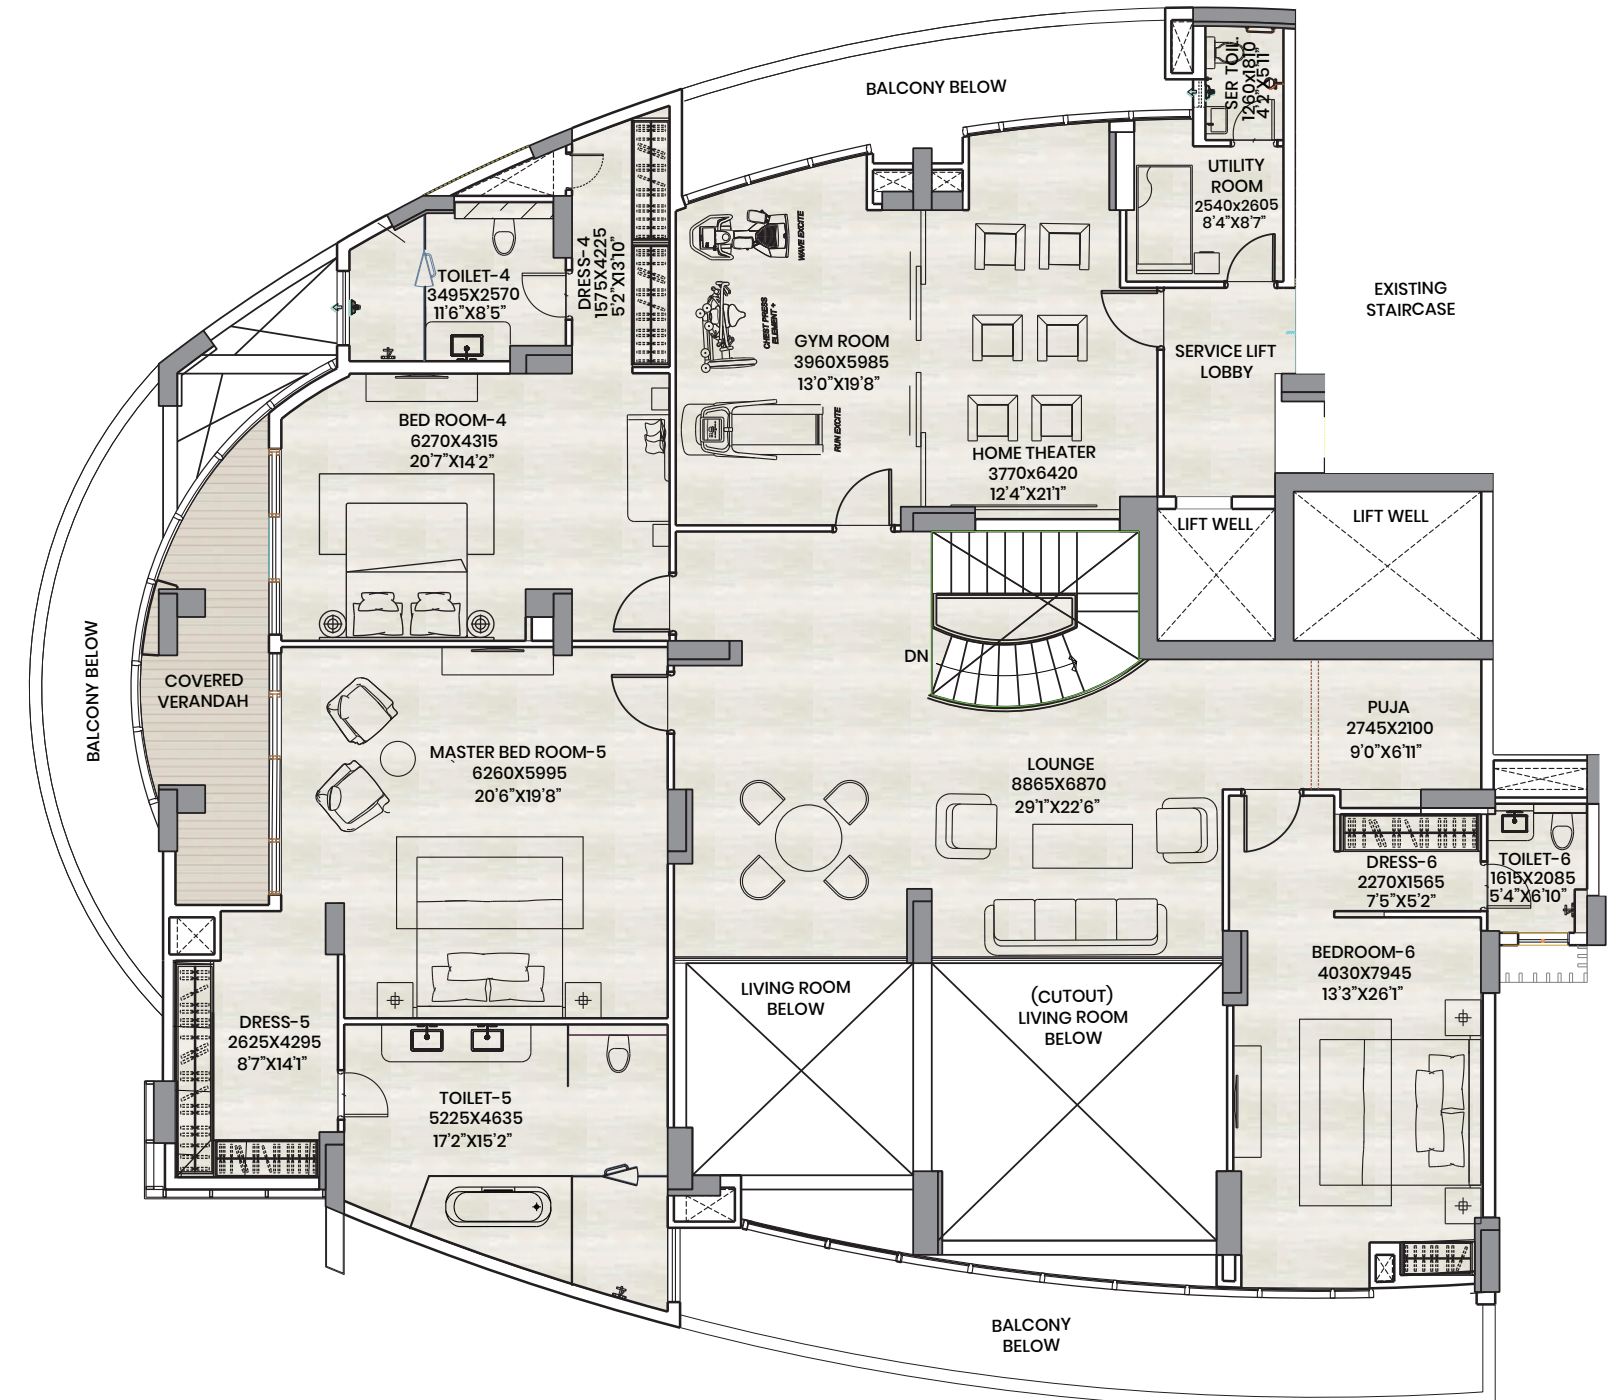 BALCONY BELOW
SER TOIL.
1260x1810
4'2"X5'11"
UTILITY
ROOM
2540x2605
8'4"X8'7"
EXISTING
STAIRCASE
TOILET-4
3495X2570
11'6"X8'5"
DRESS-4
1575X4225
5'2"X13'10"
WAVE EXCITE
CHEST PRESS
ELEMENT +
RUN EXCITE
GYM ROOM
3960X5985
13'0"X19'8"
HOME THEATER
3770x6420
12'4"X21'1"
SERVICE LIFT
LOBBY
BED ROOM-4
6270X4315
20'7"X14'2"
LIFT WELL
LIFT WELL
DN
BALCONY BELOW
COVERED
VERANDAH
MASTER BED ROOM-5
6260X5995
20'6"X19'8"
LOUNGE
8865X6870
29'1"X22'6"
PUJA
2745X2100
9'0"X6'11"
DRESS-6
2270X1565
7'5"X5'2"
TOILET-6
1615X2085
5'4"X6'10"
BEDROOM-6
4030X7945
13'3"X26'1"
LIVING ROOM
BELOW
(CUTOUT)
LIVING ROOM
BELOW
DRESS-5
2625X4295
8'7"X14'1"
TOILET-5
5225X4635
17'2"X15'2"
BALCONY
BELOW